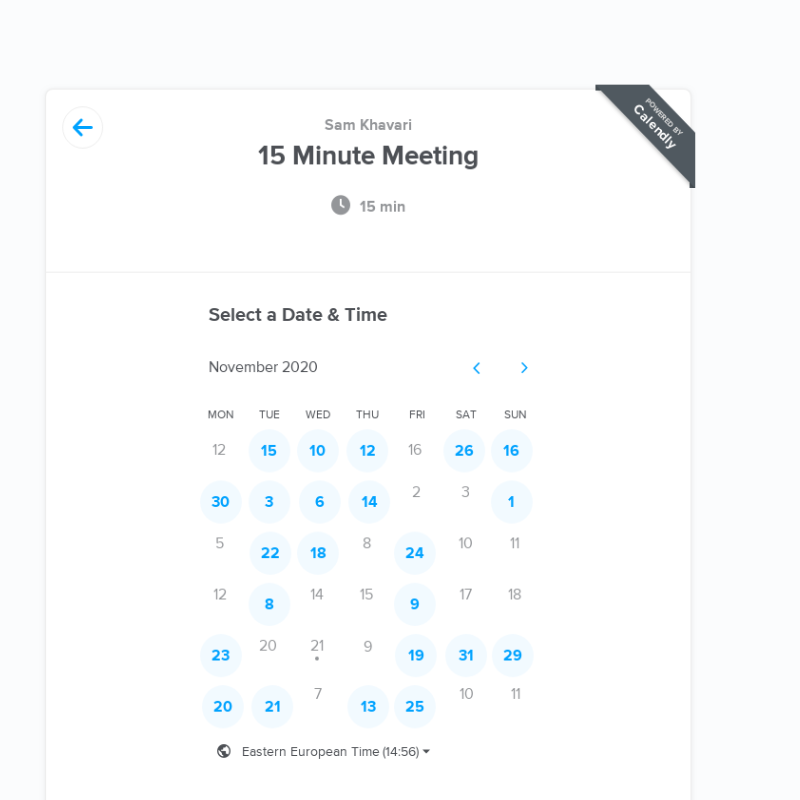 POWERED BY
Calendly
Sam Khavari
15 Minute Meeting
15 min
Select a Date & Time
November 2020
MON TUE WED THU FRI SAT SUN
12 15 10 12 16 26 16
30 3 6 14 2 3 1
5 22 18 8 24 10 11
12 8 14 15 9 17 18
23 20 21 9 19 31 29
20 21 7 13 25 10 11
Eastern European Time (14:56)